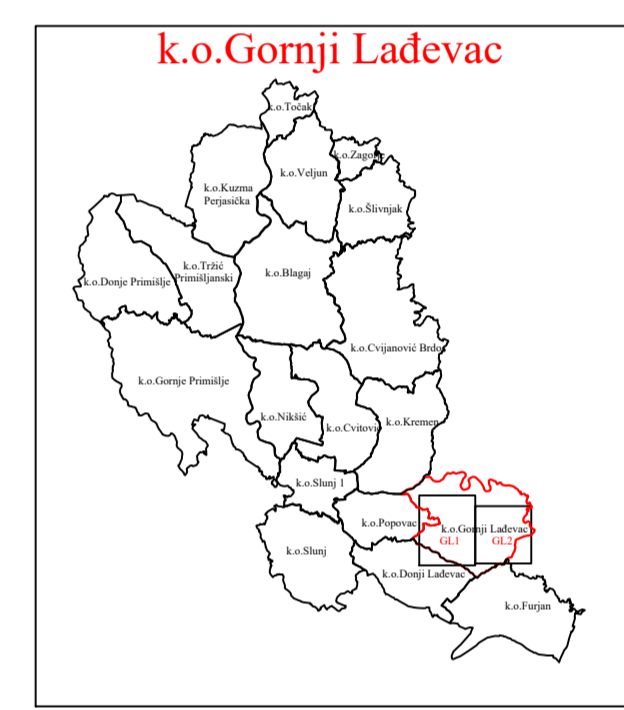 k.o.Gornji Lađevac
k.o.Točak
k.o.Zagorje
k.o.Veljun
k.o.Kuzma
Perjasička
k.o.Šlivnjak
k.o.Tržić
Primišljanski
k.o.Blagaj
k.o.Donje Primišlje
k.o.Cvijanović Brdo
k.o.Gornje Primišlje
k.o.Nikšić
k.o.Cvitović
k.o.Kremen
k.o.Slunj 1
k.o.Popovac
k.o.Gornji Lađevac
GL1
GL2
k.o.Slunj
k.o.Donji Lađevac
k.o.Furjan